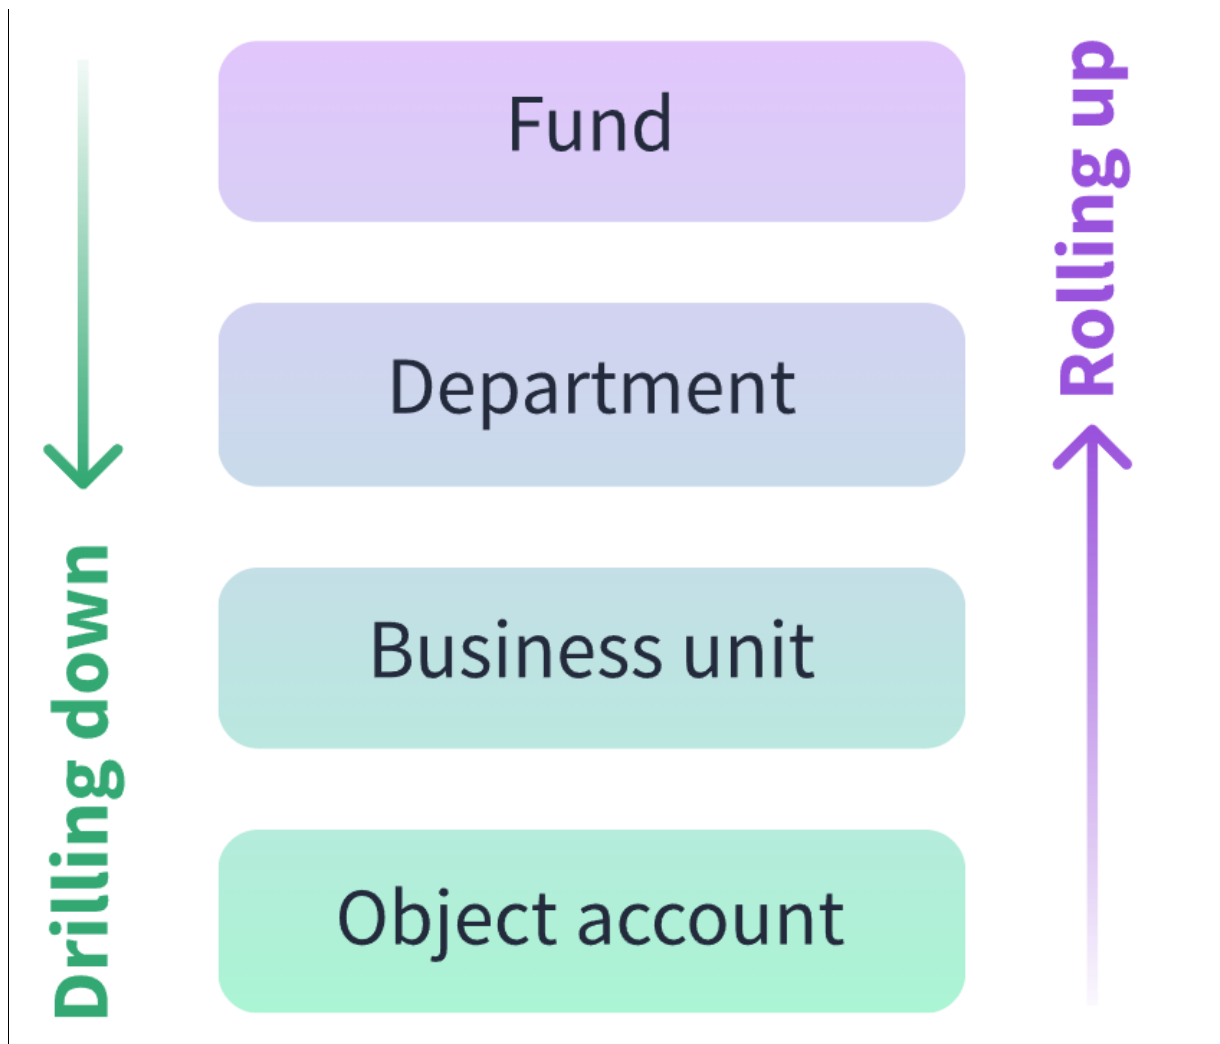 Fund
Department
Business unit
Object account
Drilling down
Rolling up